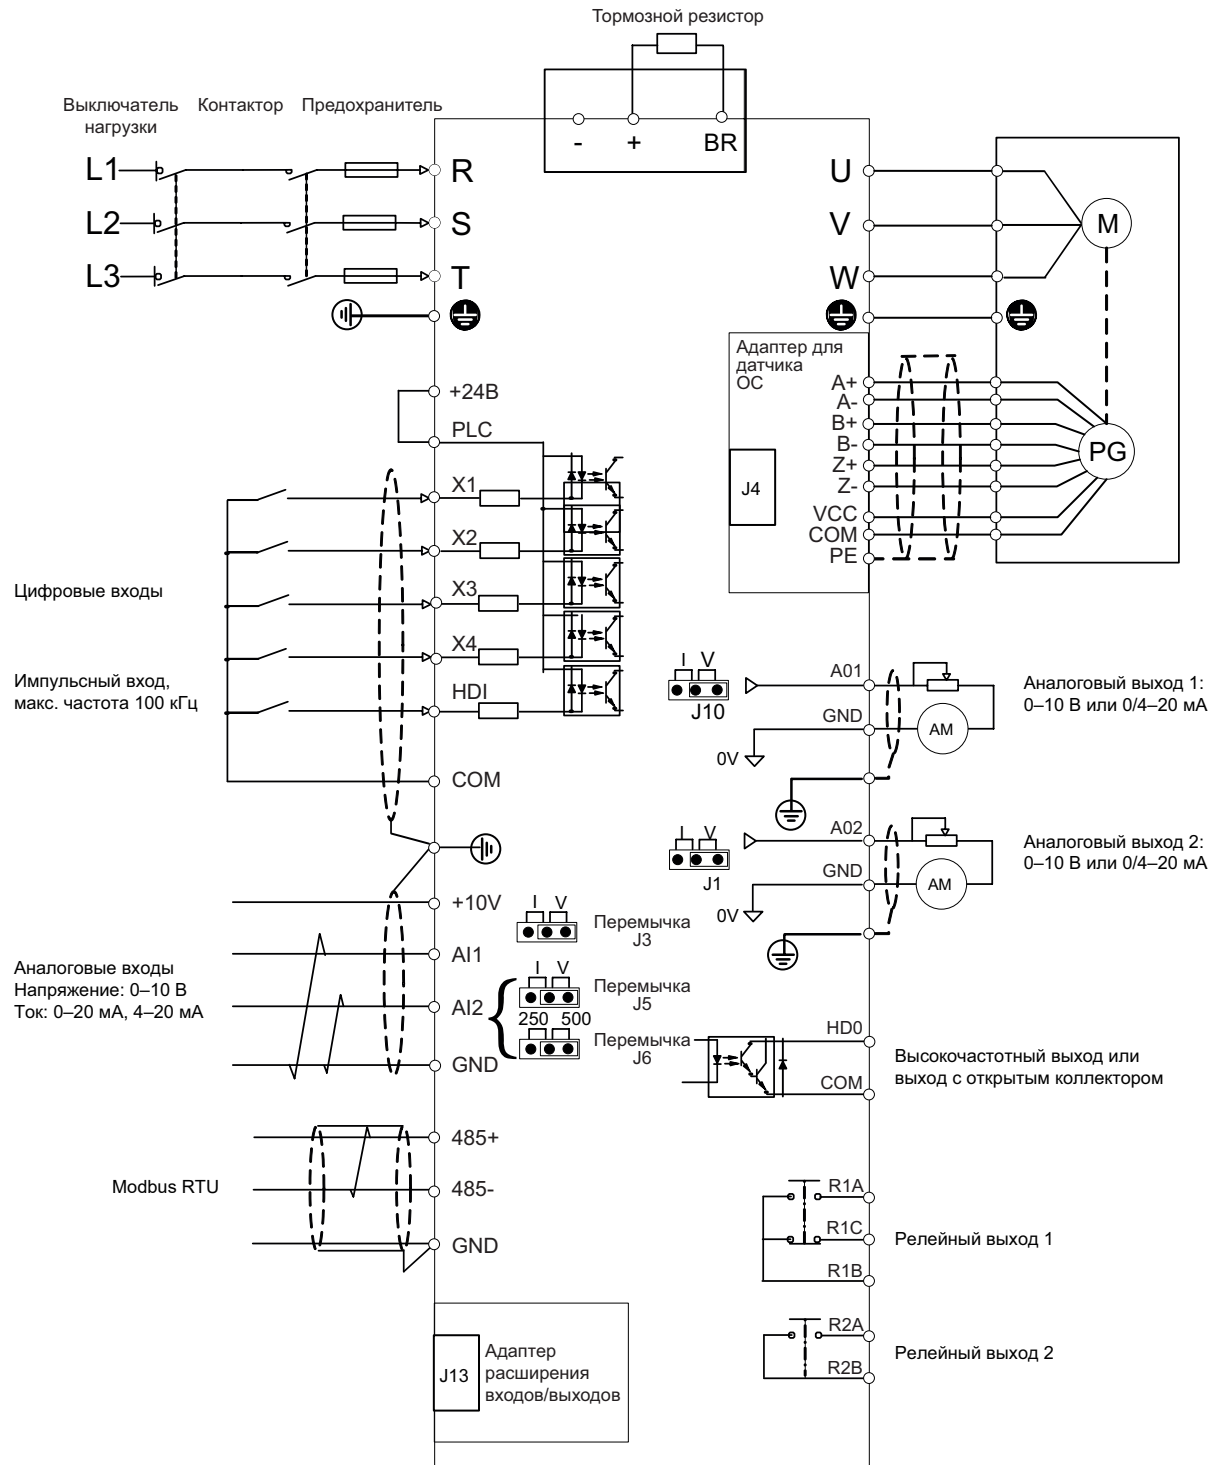 Тормозной резистор
Выключатель нагрузки
Контактор
Предохранитель
-
+
BR
L1
R
L2
S
L3
T
U
V
W
M
Адаптер для
датчика
ОС
A+
A-
B+
B-
Z+
Z-
VCC
COM
PE
J4
PG
+24В
PLC
X1
X2
X3
X4
HDI
COM
Цифровые входы
Импульсный вход,
макс. частота 100 кГц
I V
J10
A01
GND
0V
AM
Аналоговый выход 1:
0–10 В или 0/4–20 мА
I V
J1
A02
GND
0V
AM
Аналоговый выход 2:
0–10 В или 0/4–20 мА
+10V
AI1
AI2
GND
I V
Перемычка
J3
I V
Перемычка
J5
250 500
Перемычка
J6
Аналоговые входы
Напряжение: 0–10 В
Ток: 0–20 мА, 4–20 мА
HD0
COM
Высокочастотный выход или
выход с открытым коллектором
485+
485-
GND
Modbus RTU
R1A
R1C
R1B
Релейный выход 1
R2A
R2B
Релейный выход 2
J13
Адаптер
расширения
входов/выходов